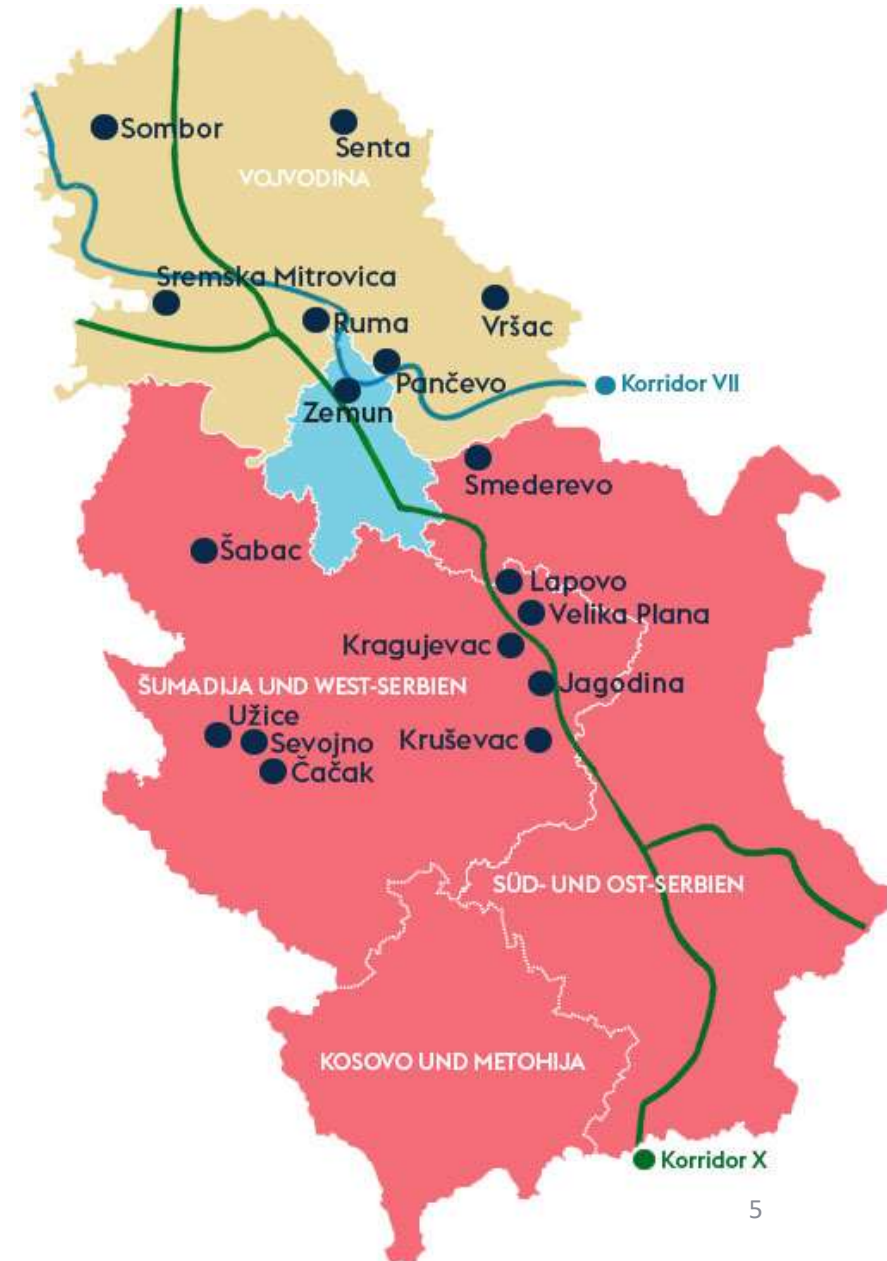 Sombor
Senta
VOJVODINA
Sremska Mitrovica
Ruma
Vršac
Pančevo
Korridor VII
Zemun
Smederevo
Šabac
Lapovo
Velika Plana
Kragujevac
ŠUMADIJA UND WEST-SERBIEN
Jagodina
Užice
Sevojno
Kruševac
Čačak
SÜD- UND OST-SERBIEN
KOSOVO UND METOHIJA
Korridor X
5